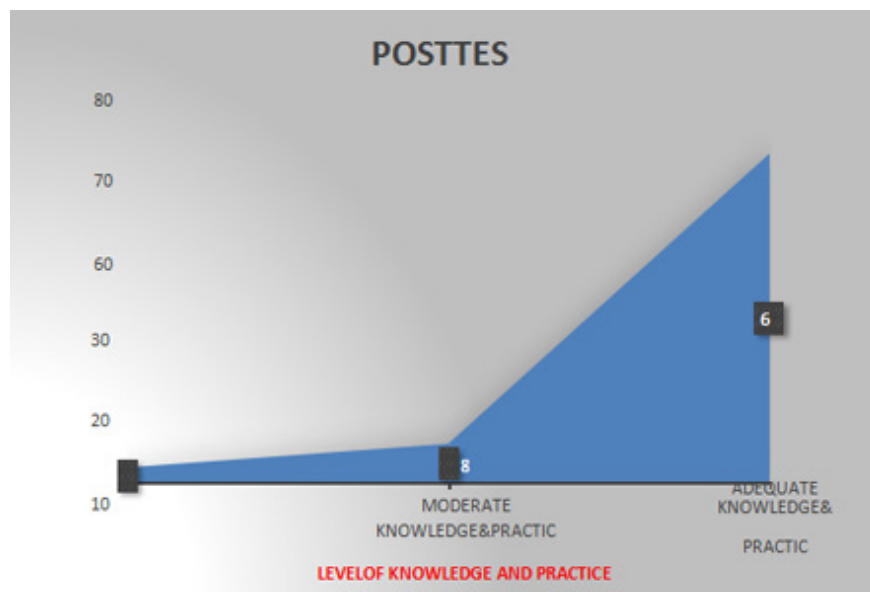 POSTTES
80
70
60
30
20
10
8
6
MODERATE
KNOWLEDGE&PRACTIC
ADEQUATE
KNOWLEDGE&
PRACTIC
LEVELOF KNOWLEDGE AND PRACTICE